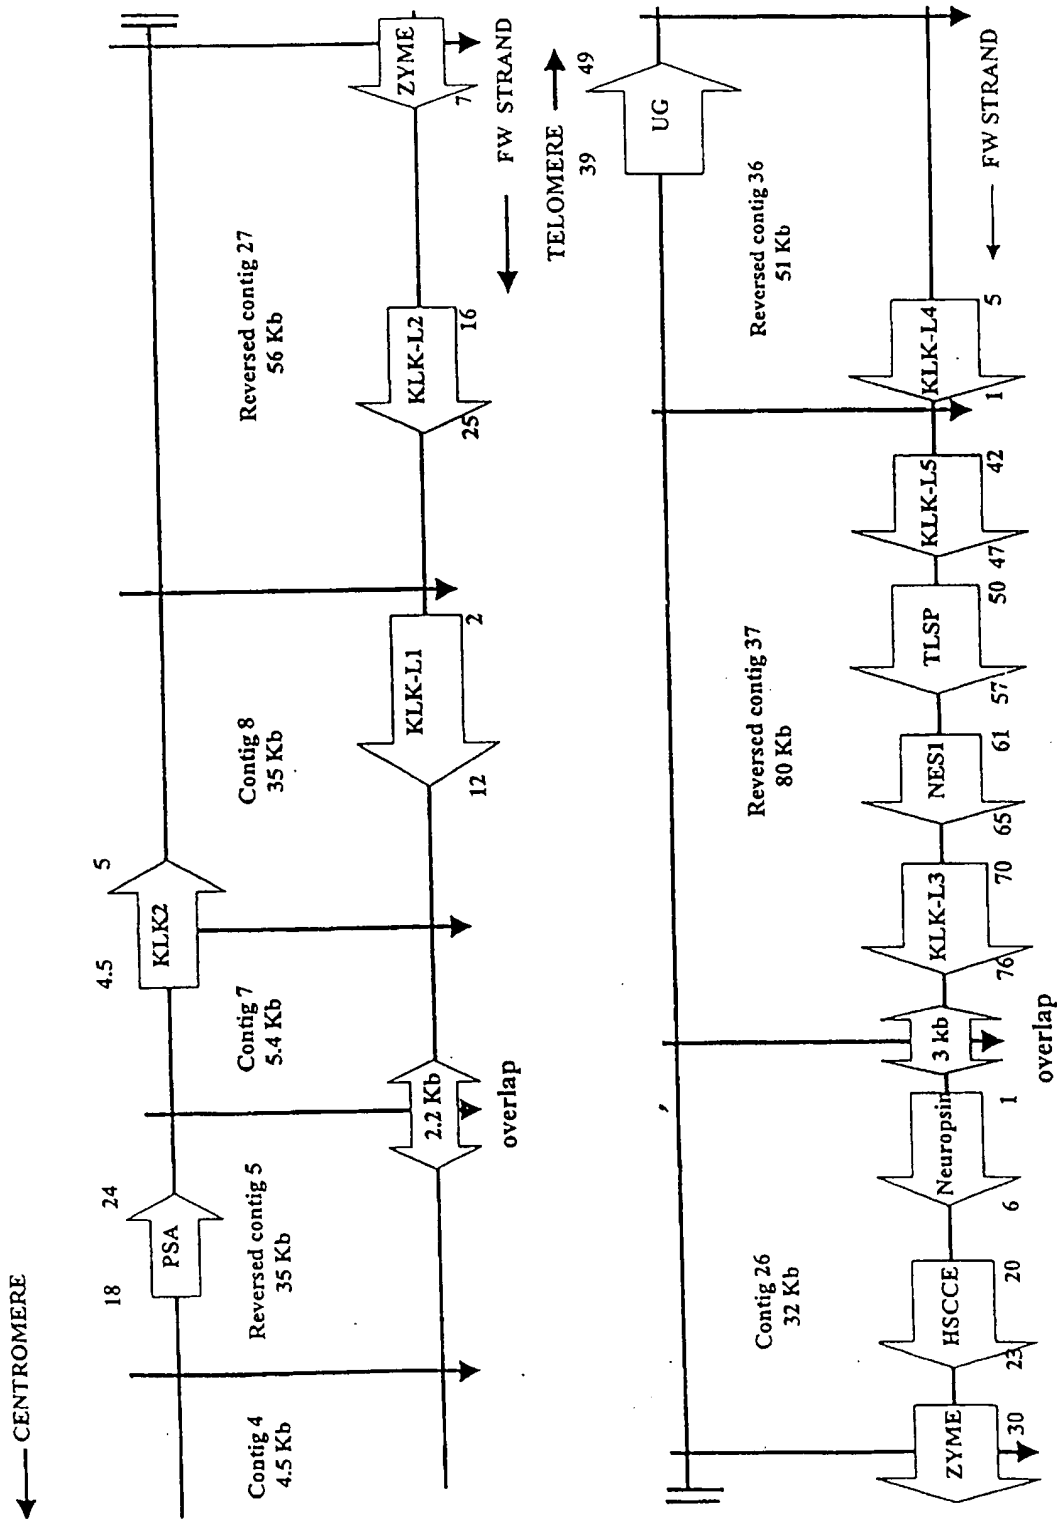 CENTROMERE
PSA
18
24
KLK2
4.5
5
Contig 4
4.5 Kb
Reversed contig 5
35 Kb
Contig 7
5.4 Kb
Contig 8
35 Kb
Reversed contig 27
56 Kb
2.2 Kb
overlap
KLK-L1
12
2
KLK-L2
25
16
ZYME
7
FW STRAND
TELOMERE
UG
39
49
Contig 26
32 Kb
Reversed contig 37
80 Kb
Reversed contig 36
51 Kb
ZYME
30
HSCCE
23
20
Neuropsin
6
1
3 kb
overlap
KLK-L3
76
70
NES1
65
61
TLSP
57
50
KLK-L5
47
42
KLK-L4
1
5
FW STRAND